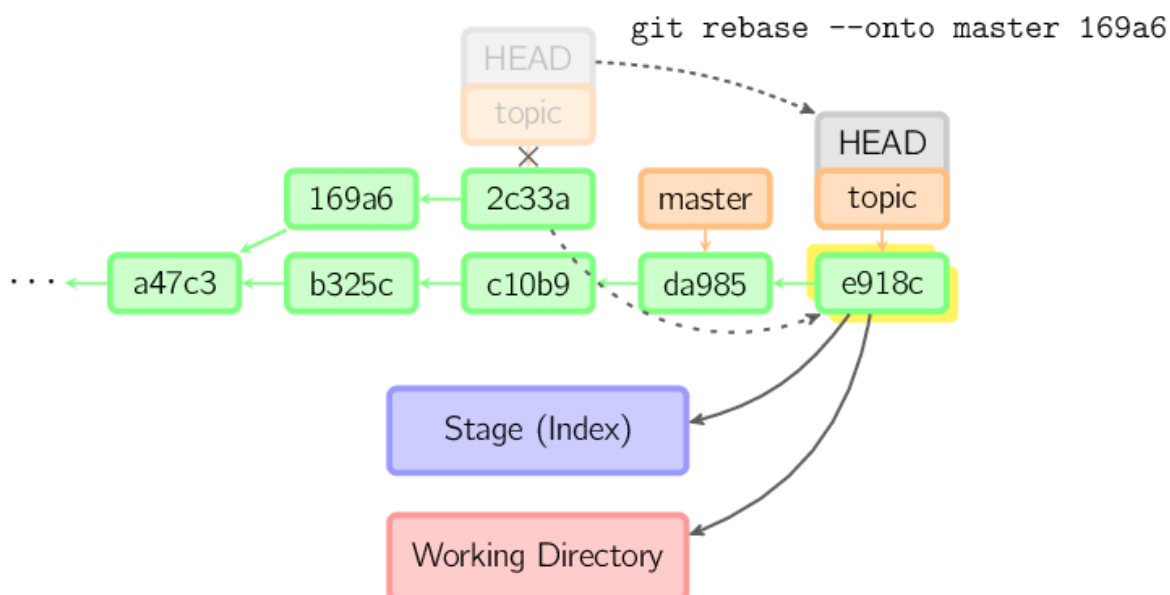 git rebase --onto master 169a6
HEAD
topic
HEAD
169a6
2c33a
master
topic
...
a47c3
b325c
c10b9
da985
e918c
Stage (Index)
Working Directory